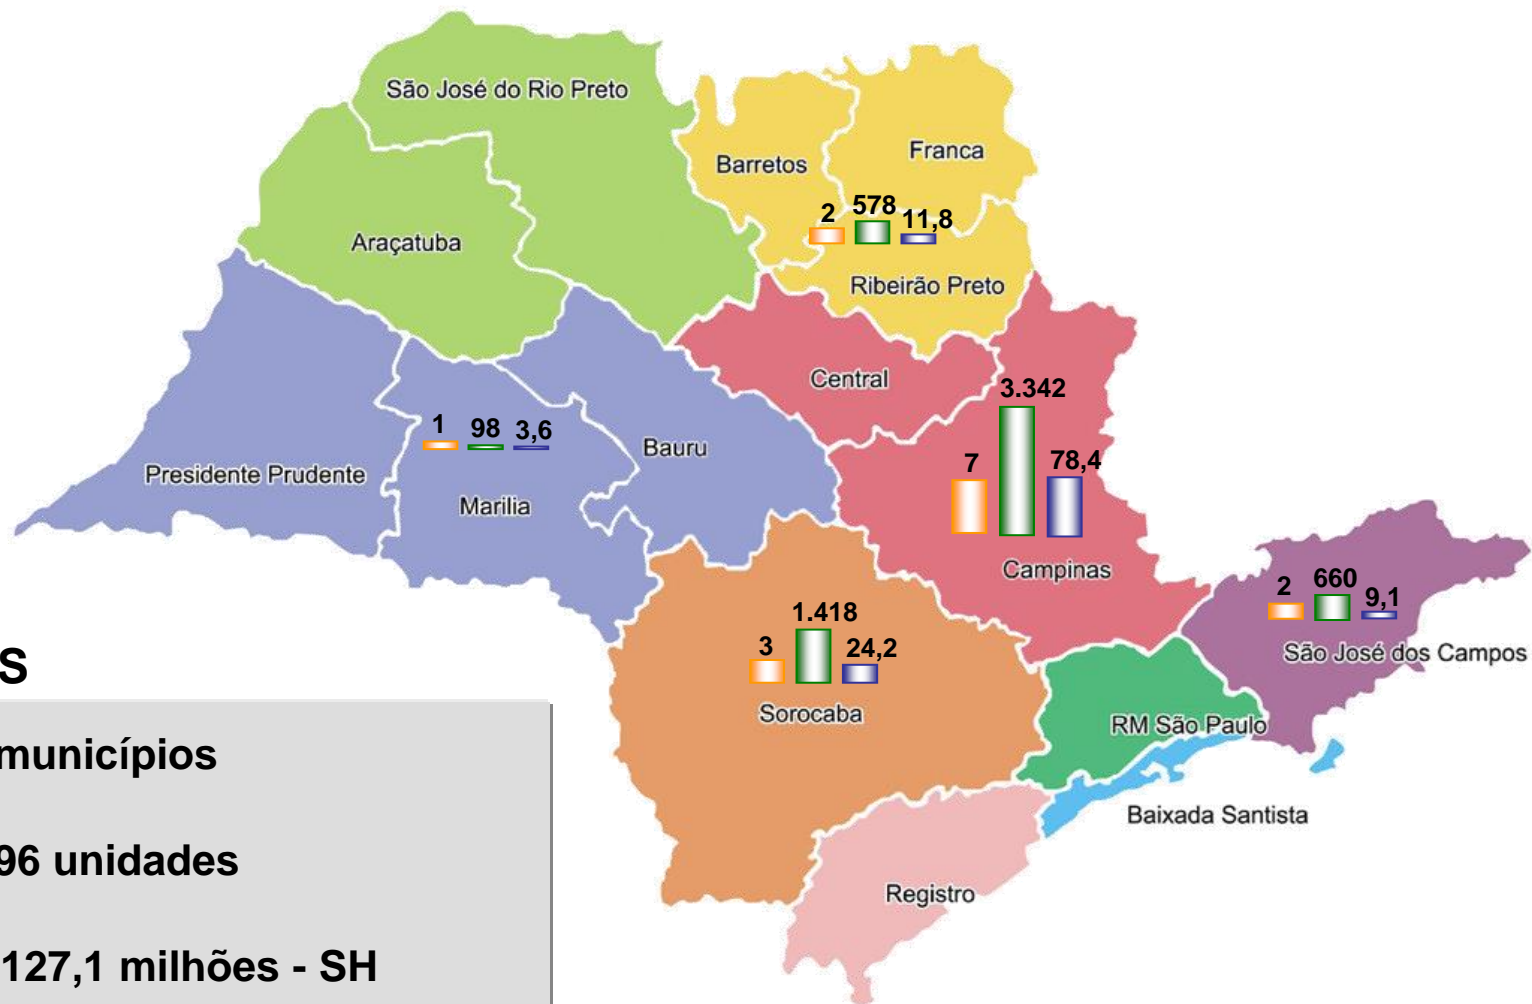 São José do Rio Preto
Barretos
Franca
Araçatuba
2 578 11,8
Ribeirão Preto
Central
3.342
7 78,4
Campinas
1 98 3,6
Bauru
Presidente Prudente
Marilia
1.418
3 24,2
Sorocaba
2 660 9,1
São José dos Campos
RM São Paulo
Baixada Santista
Registro
S
municípios
96 unidades
127,1 milhões - SH